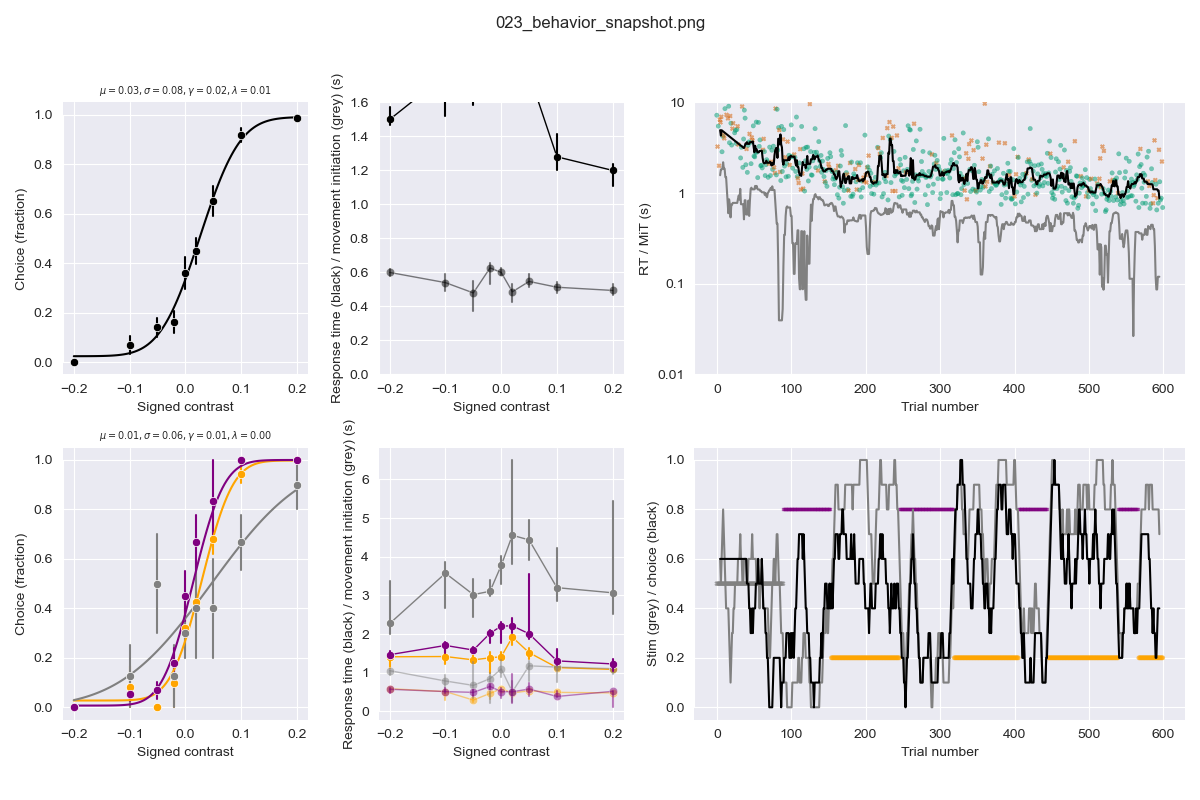 023_behavior_snapshot.png
μ = 0.03, σ = 0.08, γ = 0.02, λ = 0.01
Choice (fraction)
1.0
0.8
0.6
0.4
0.2
0.0
−0.2 −0.1 0.0 0.1 0.2
Signed contrast
Response time (black) / movement initiation (grey) (s)
1.6
1.4
1.2
1.0
0.8
0.6
0.4
0.2
0.0
−0.2 −0.1 0.0 0.1 0.2
Signed contrast
RT / MiT (s)
10
1
0.1
0.01
0 100 200 300 400 500 600
Trial number
μ = 0.01, σ = 0.06, γ = 0.01, λ = 0.00
Choice (fraction)
1.0
0.8
0.6
0.4
0.2
0.0
−0.2 −0.1 0.0 0.1 0.2
Signed contrast
Response time (black) / movement initiation (grey) (s)
6
5
4
3
2
1
0
−0.2 −0.1 0.0 0.1 0.2
Signed contrast
Stim (grey) / choice (black)
1.0
0.8
0.6
0.4
0.2
0.0
0 100 200 300 400 500 600
Trial number